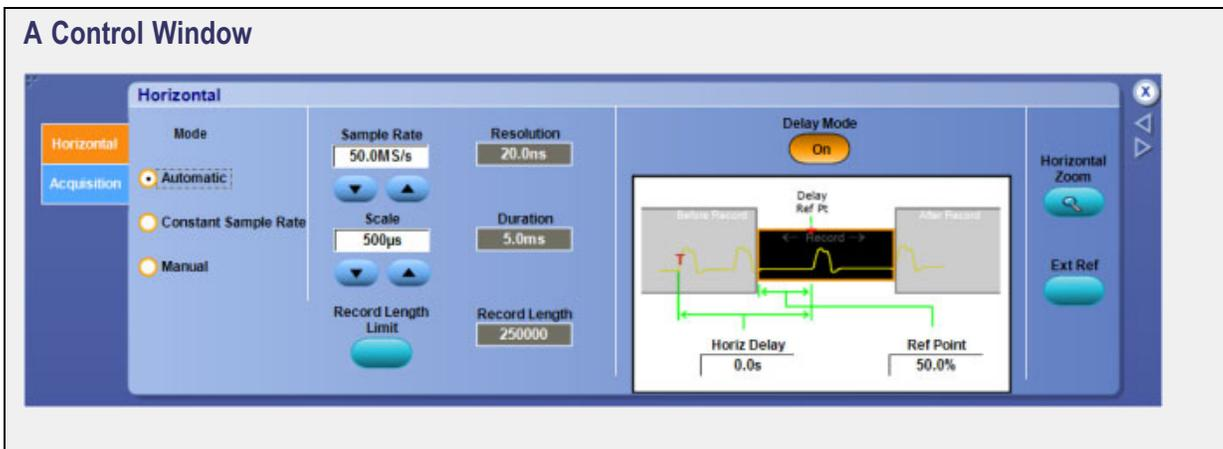 A Control Window
Horizontal
Horizontal
Acquisition
Mode
Automatic
Constant Sample Rate
Manual
Sample Rate
50.0MS/s
Scale
500µs
Record Length
Limit
Resolution
20.0ns
Duration
5.0ms
Record Length
250000
Delay Mode
On
Delay
Ref Pt
Before Record
<-- Record -->
After Record
T
Horiz Delay
0.0s
Ref Point
50.0%
Horizontal
Zoom
Ext Ref
X